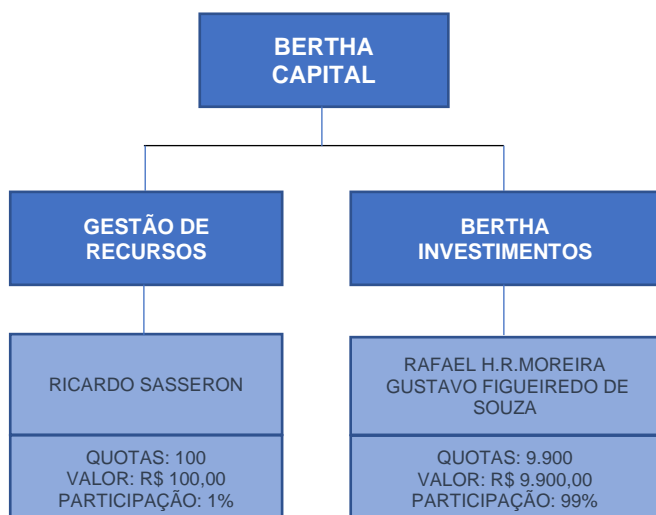 BERTHA
CAPITAL
GESTÃO DE
RECURSOS
BERTHA
INVESTIMENTOS
RICARDO SASSERON
RAFAEL H.R.MOREIRA
GUSTAVO FIGUEIREDO DE
SOUZA
QUOTAS: 100
VALOR: R$ 100,00
PARTICIPAÇÃO: 1%
QUOTAS: 9.900
VALOR: R$ 9.900,00
PARTICIPAÇÃO: 99%